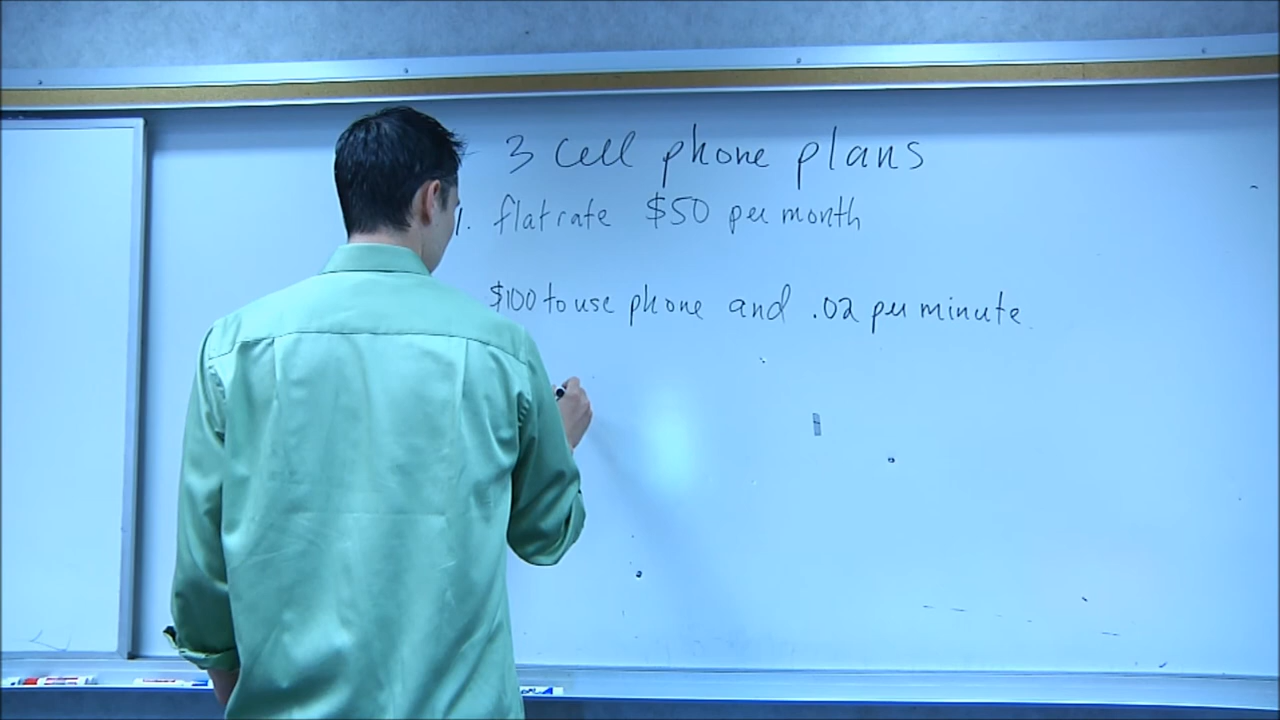 3 cell phone plans
1. flat rate $50 per month
$100 to use phone and .02 per minute